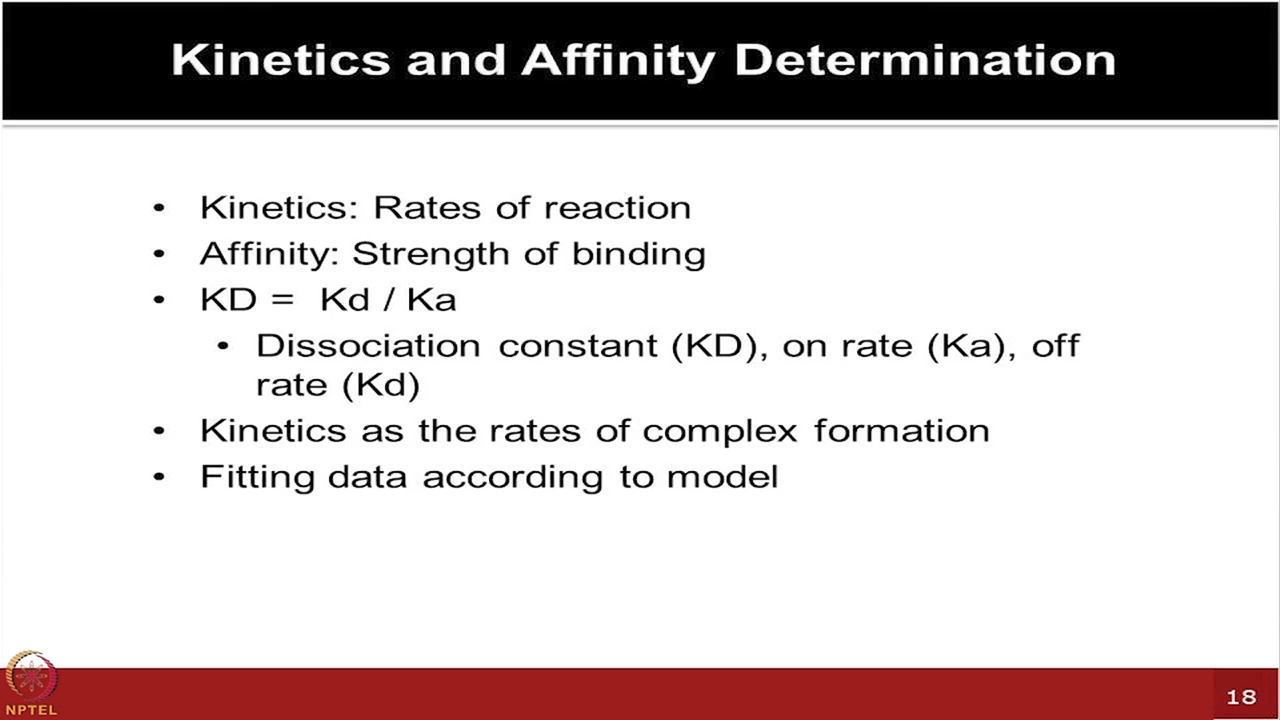 Kinetics and Affinity Determination
• Kinetics: Rates of reaction
• Affinity: Strength of binding
• KD = Kd / Ka
• Dissociation constant (KD), on rate (Ka), off
rate (Kd)
• Kinetics as the rates of complex formation
• Fitting data according to model
NPTEL
18